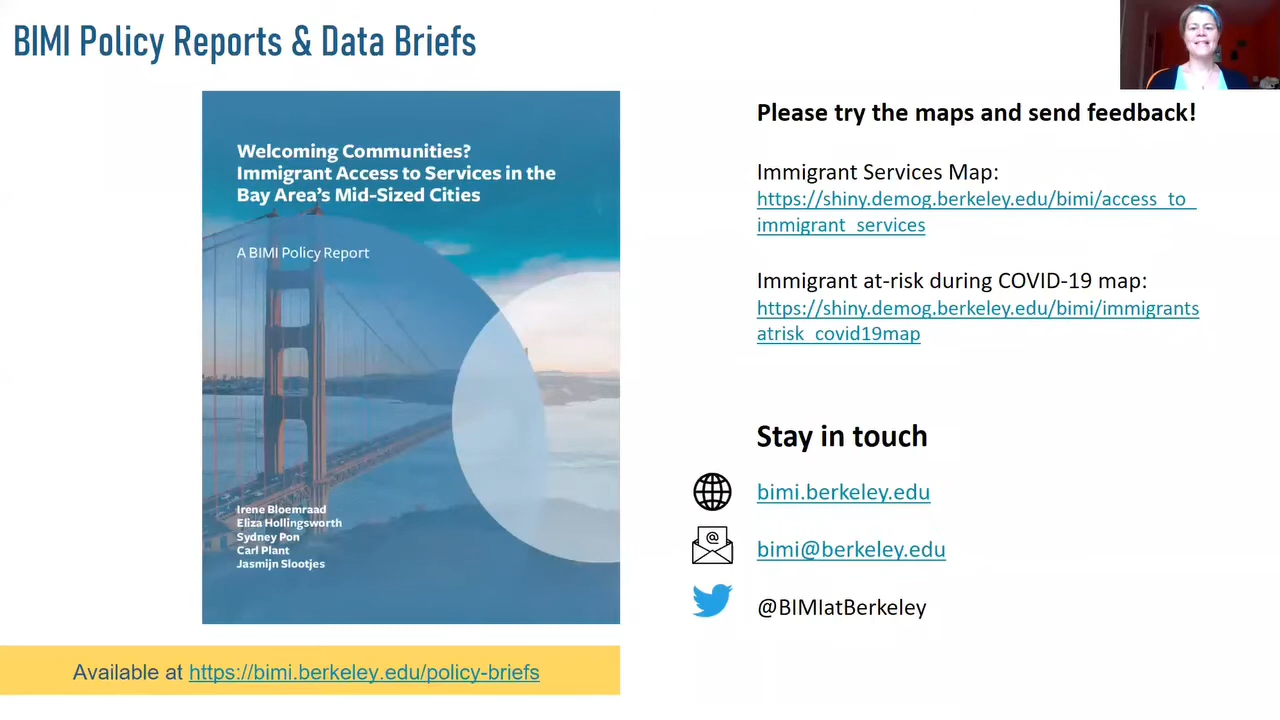 BIMI Policy Reports & Data Briefs
Welcoming Communities?
Immigrant Access to Services in the
Bay Area's Mid-Sized Cities
A BIMI Policy Report
Irene Bloemraad
Eliza Hollingsworth
Sydney Pon
Carl Plant
Jasmijn Slootjes
Available at https://bimi.berkeley.edu/policy-briefs
Please try the maps and send feedback!
Immigrant Services Map:
https://shiny.demog.berkeley.edu/bimi/access_to_
immigrant_services
Immigrant at-risk during COVID-19 map:
https://shiny.demog.berkeley.edu/bimi/immigrants
atrisk_covid19map
Stay in touch
bimi.berkeley.edu
@
bimi@berkeley.edu
@BIMIatBerkeley